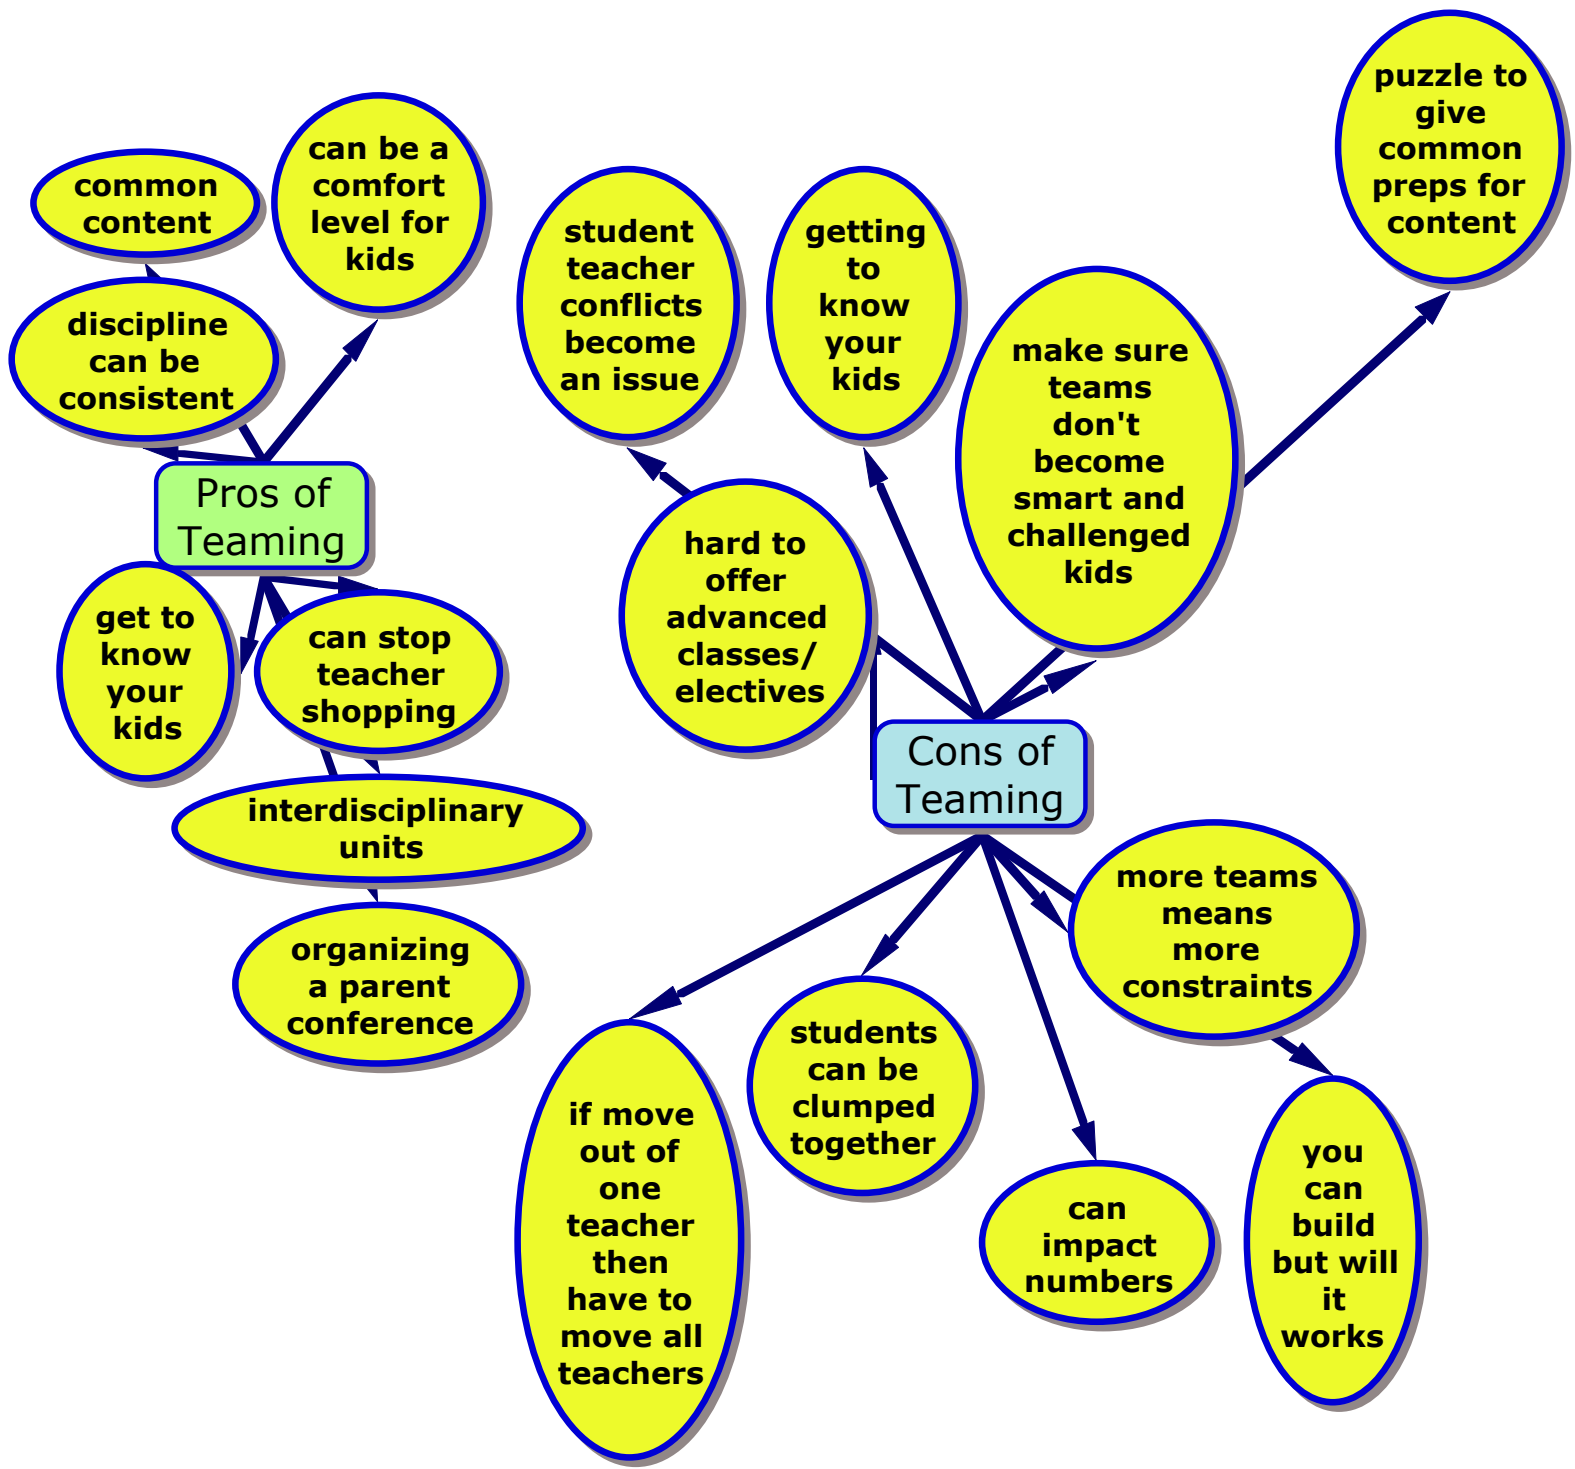 common
content
can be a
comfort
level for
kids
discipline
can be
consistent
Pros of
Teaming
get to
know
your
kids
can stop
teacher
shopping
interdisciplinary
units
organizing
a parent
conference
student
teacher
conflicts
become
an issue
getting
to
know
your
kids
make sure
teams
don't
become
smart and
challenged
kids
puzzle to
give
common
preps for
content
hard to
offer
advanced
classes/
electives
Cons of
Teaming
more teams
means
more
constraints
if move
out of
one
teacher
then
have to
move all
teachers
students
can be
clumped
together
can
impact
numbers
you
can
build
but will
it
works